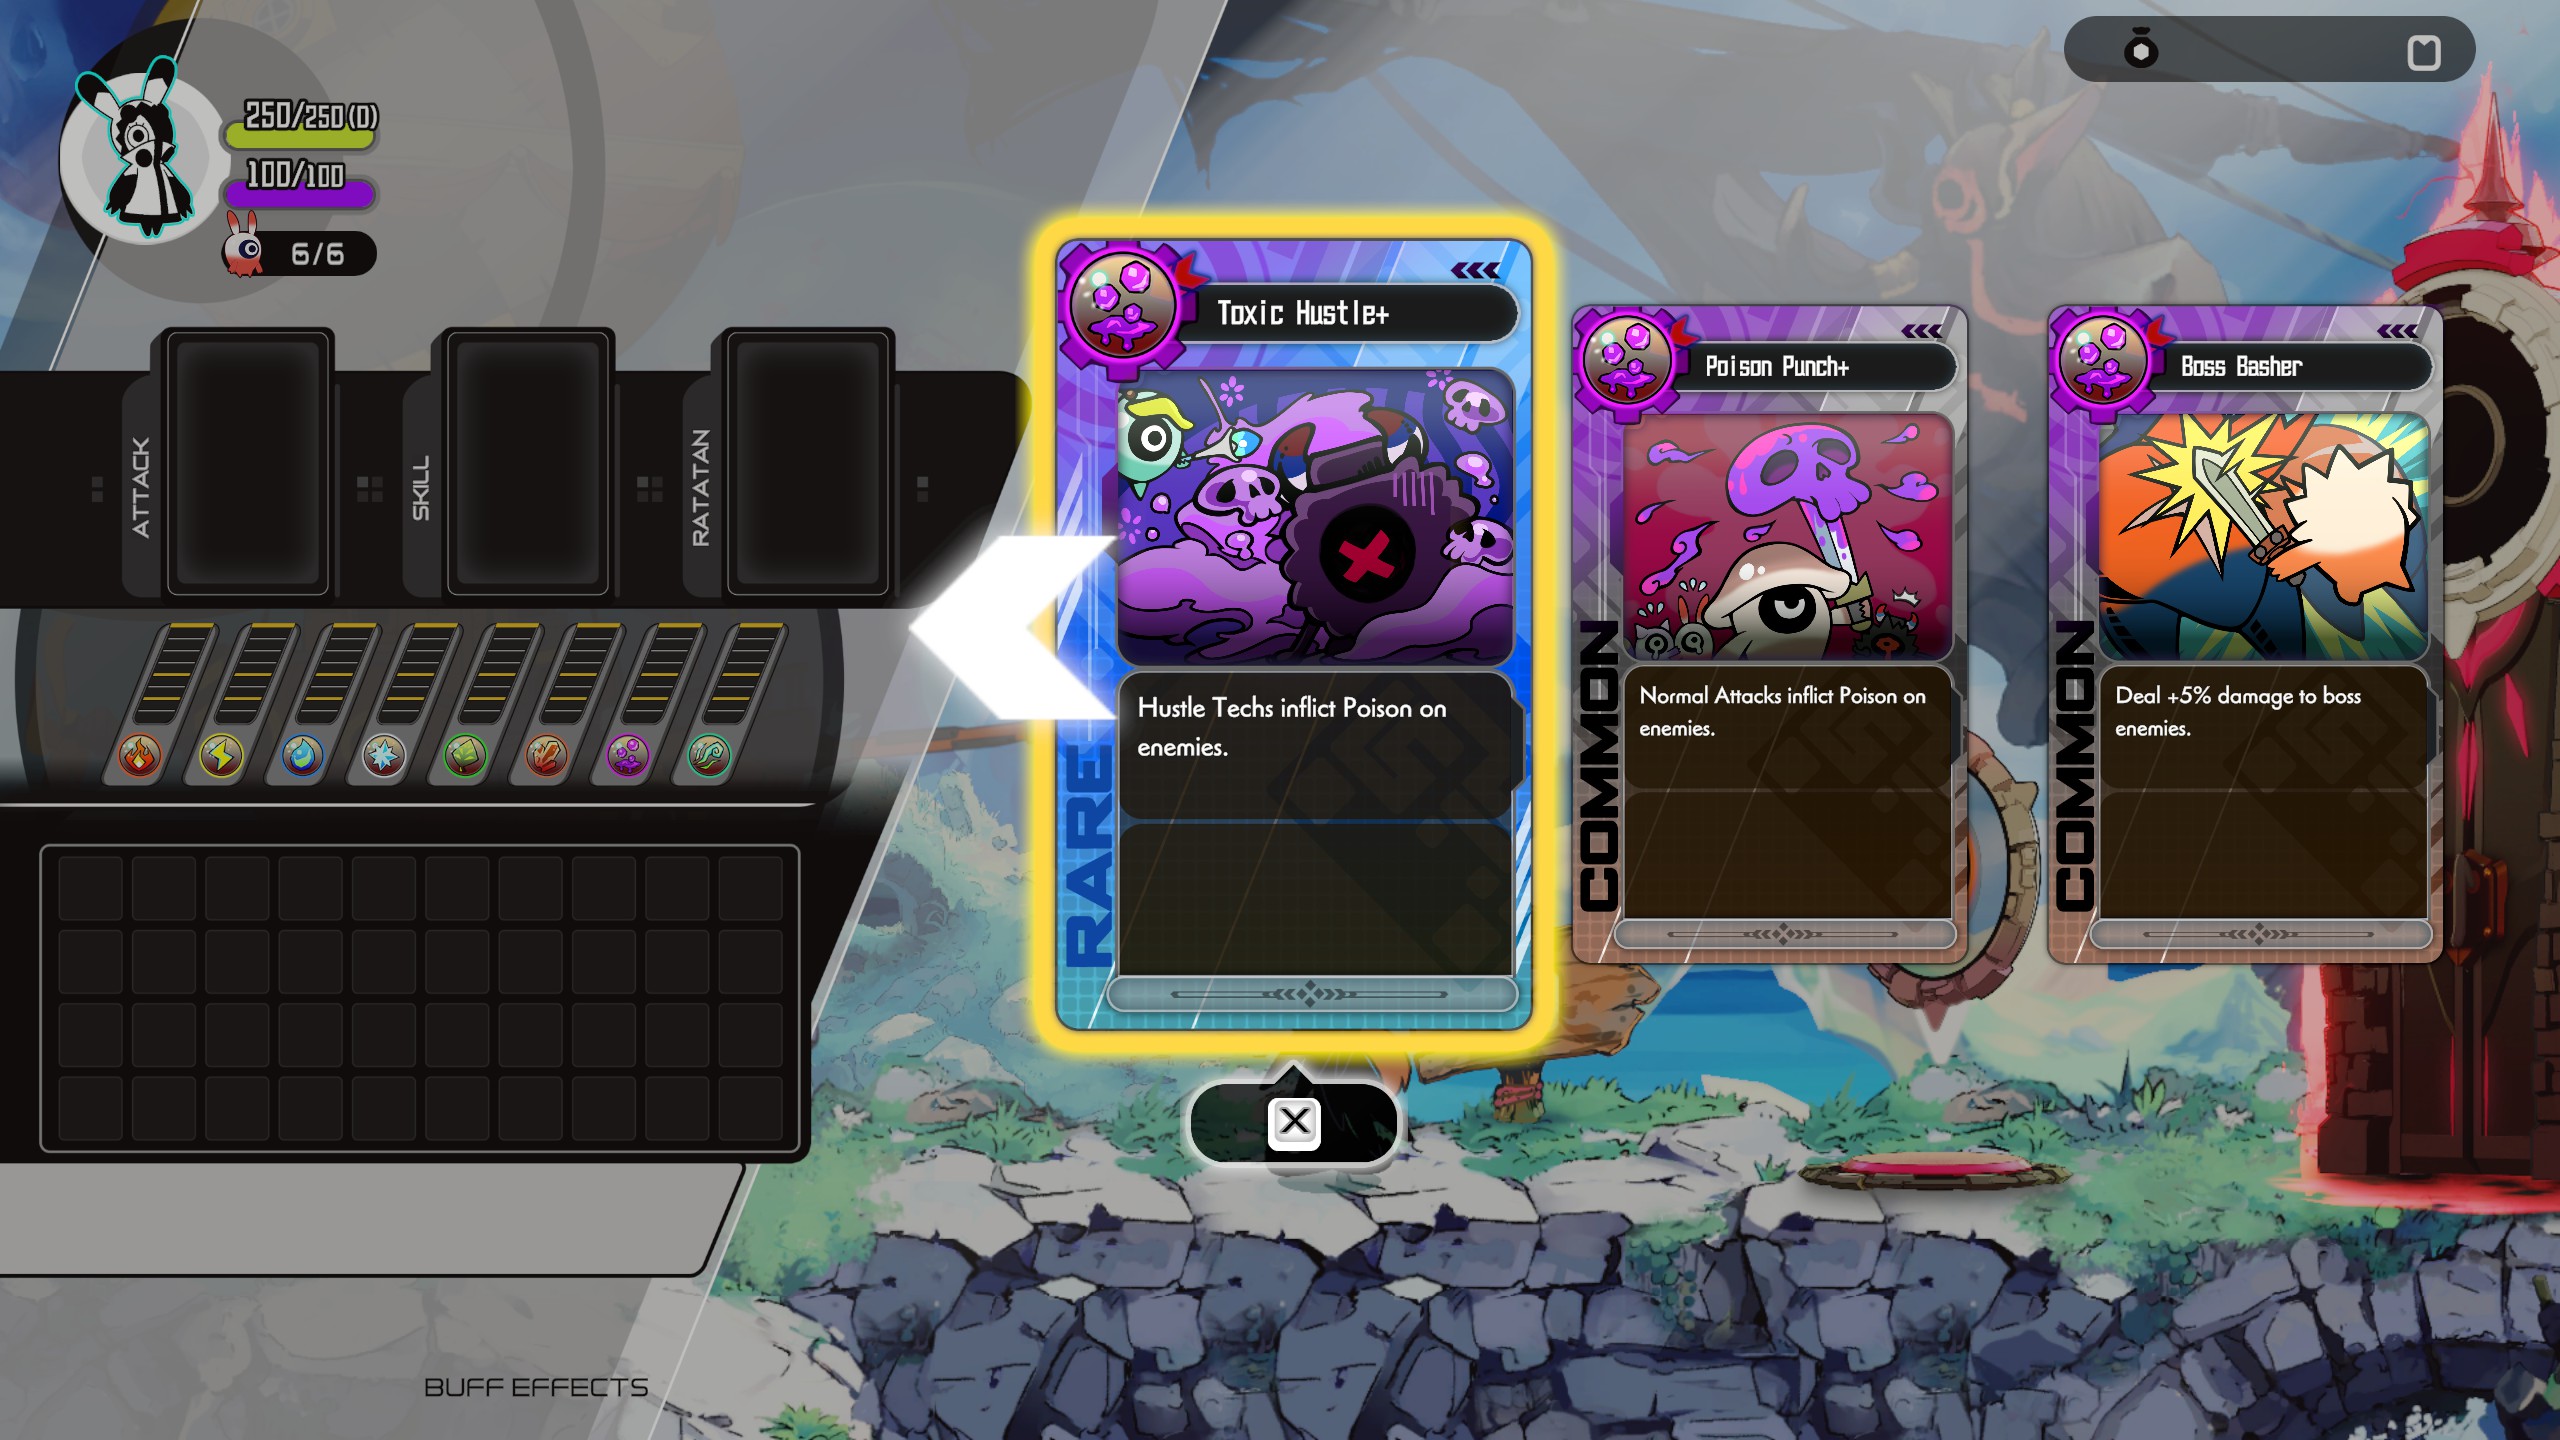 250/250(0)
100/100
6/6
ATTACK
SKILL
RATATAN
BUFF EFFECTS
Toxic Hustle+
Hustle Techs inflict Poison on
enemies.
RARE
X
Poison Punch+
Normal Attacks inflict Poison on
enemies.
COMMON
Boss Basher
Deal +5% damage to boss
enemies.
COMMON